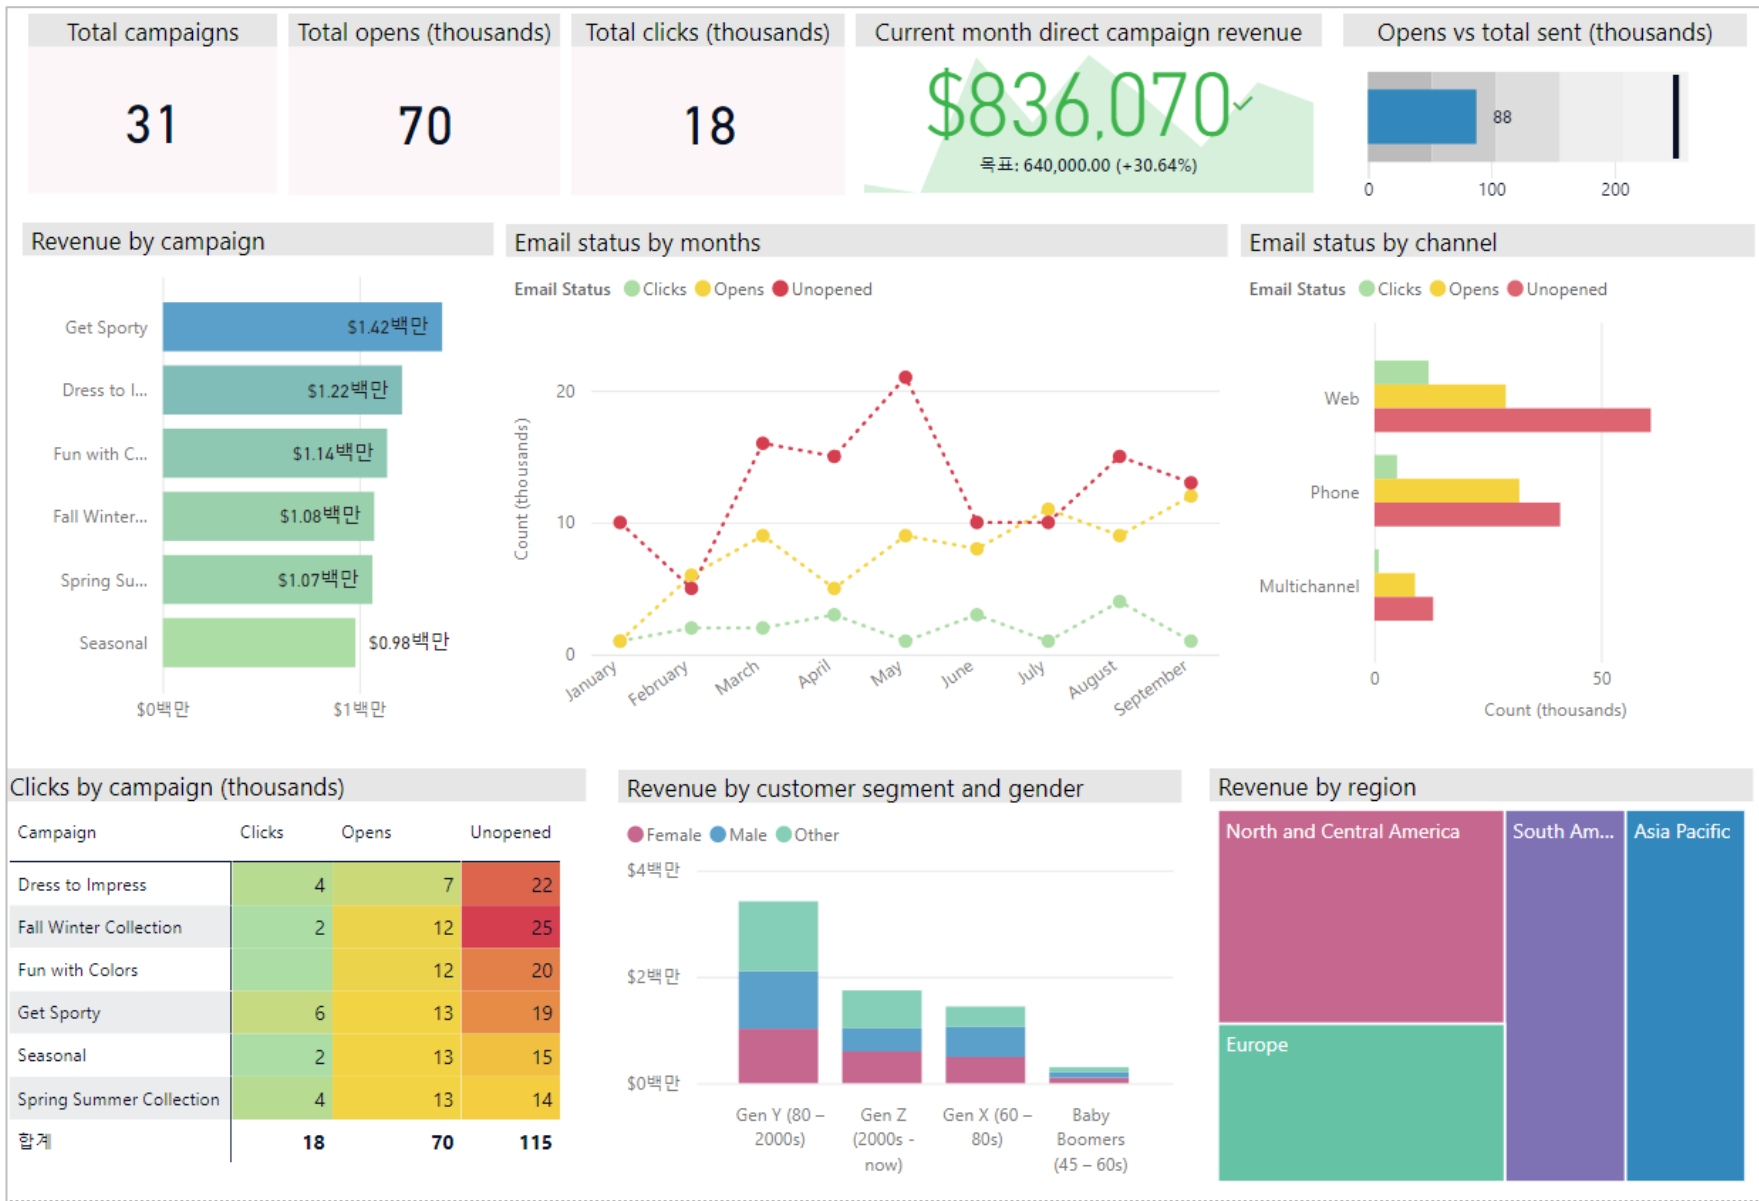 Total campaigns
31
Total opens (thousands)
70
Total clicks (thousands)
18
Current month direct campaign revenue
$836,070
목표: 640,000.00 (+30.64%)
Opens vs total sent (thousands)
88
0 100 200
Revenue by campaign
Get Sporty $1.42백만
Dress to I... $1.22백만
Fun with C... $1.14백만
Fall Winter... $1.08백만
Spring Su... $1.07백만
Seasonal $0.98백만
$0백만 $1백만
Email status by months
Email Status Clicks Opens Unopened
Count (thousands)
20
10
0
January February March April May June July August September
Email status by channel
Email Status Clicks Opens Unopened
Web
Phone
Multichannel
0 50
Count (thousands)
Clicks by campaign (thousands)
Campaign Clicks Opens Unopened
Dress to Impress 4 7 22
Fall Winter Collection 2 12 25
Fun with Colors 12 20
Get Sporty 6 13 19
Seasonal 2 13 15
Spring Summer Collection 4 13 14
합계 18 70 115
Revenue by customer segment and gender
Female Male Other
$4백만
$2백만
$0백만
Gen Y (80 –
2000s)
Gen Z
(2000s -
now)
Gen X (60 –
80s)
Baby
Boomers
(45 – 60s)
Revenue by region
North and Central America
South Am...
Asia Pacific
Europe